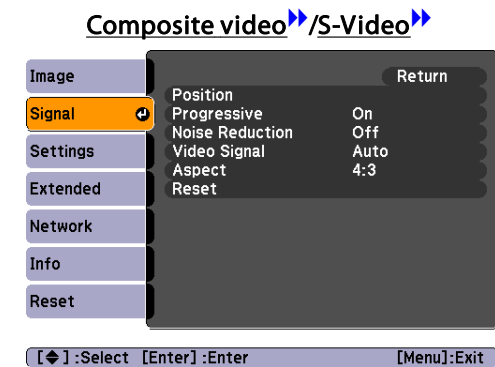 Composite video/S-Video
Image
Return
Position
Signal
Progressive On
Noise Reduction Off
Settings
Video Signal Auto
Aspect 4:3
Extended
Reset
Network
Info
Reset
[◆] :Select [Enter] :Enter [Menu]:Exit